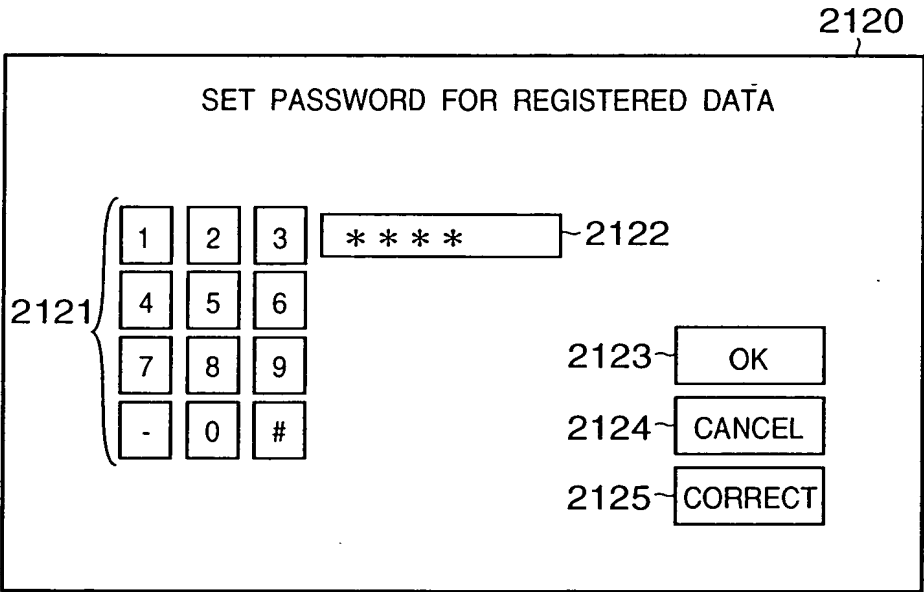 2120
SET PASSWORD FOR REGISTERED DATA
1 2 3 **** 2122
2121
4 5 6
7 8 9
- 0 #
2123 OK
2124 CANCEL
2125 CORRECT